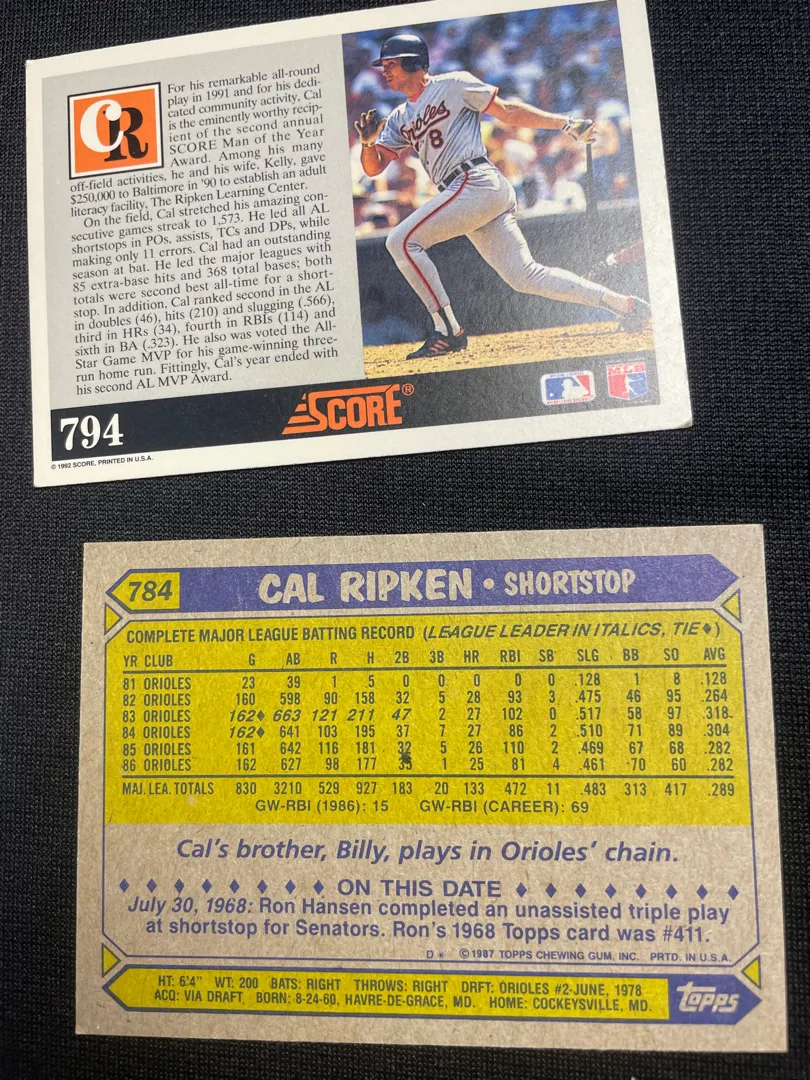 CR
For his remarkable all-round
play in 1991 and for his dedi-
cated community activity, Cal
is the eminently worthy recip-
ient of the second annual
SCORE Man of the Year
Award. Among his many
off-field activities, he and his wife, Kelly, gave
$250,000 to Baltimore in '90 to establish an adult
literacy facility, The Ripken Learning Center.
On the field, Cal stretched his amazing con-
secutive games streak to 1,573. He led all AL
shortstops in POs, assists, TCs and DPs, while
making only 11 errors. Cal had an outstanding
season at bat. He led the major leagues with
85 extra-base hits and 368 total bases; both
totals were second best all-time for a short-
stop. In addition, Cal ranked second in the AL
in doubles (46), hits (210) and slugging (.566),
third in HRs (34), fourth in RBIs (114) and
sixth in BA (.323). He also was voted the All-
Star Game MVP for his game-winning three-
run home run. Fittingly, Cal's year ended with
his second AL MVP Award.
Orioles
8
794
SCORE®
© 1992 SCORE, PRINTED IN U.S.A.
784
CAL RIPKEN • SHORTSTOP
COMPLETE MAJOR LEAGUE BATTING RECORD (LEAGUE LEADER IN ITALICS, TIE♦)
YR CLUB G AB R H 2B 3B HR RBI SB SLG BB SO AVG
81 ORIOLES 23 39 1 5 0 0 0 0 0 .128 1 8 .128
82 ORIOLES 160 598 90 158 32 5 28 93 3 .475 46 95 .264
83 ORIOLES 162♦ 663 121 211 47 2 27 102 0 .517 58 97 .318
84 ORIOLES 162♦ 641 103 195 37 7 27 86 2 .510 71 89 .304
85 ORIOLES 161 642 116 181 32 5 26 110 2 .469 67 68 .282
86 ORIOLES 162 627 98 177 35 1 25 81 4 .461 70 60 .282
MAJ. LEA. TOTALS 830 3210 529 927 183 20 133 472 11 .483 313 417 .289
GW-RBI (1986): 15 GW-RBI (CAREER): 69
Cal's brother, Billy, plays in Orioles' chain.
♦ ♦ ♦ ♦ ♦ ♦ ♦ ♦ ON THIS DATE ♦ ♦ ♦ ♦ ♦ ♦ ♦ ♦
July 30, 1968: Ron Hansen completed an unassisted triple play
at shortstop for Senators. Ron's 1968 Topps card was #411.
D * © 1987 TOPPS CHEWING GUM, INC. PRTD. IN U.S.A.
HT: 6'4" WT: 200 BATS: RIGHT THROWS: RIGHT DRFT: ORIOLES #2-JUNE, 1978
ACQ: VIA DRAFT, BORN: 8-24-60, HAVRE-DE-GRACE, MD. HOME: COCKEYSVILLE, MD.
topps